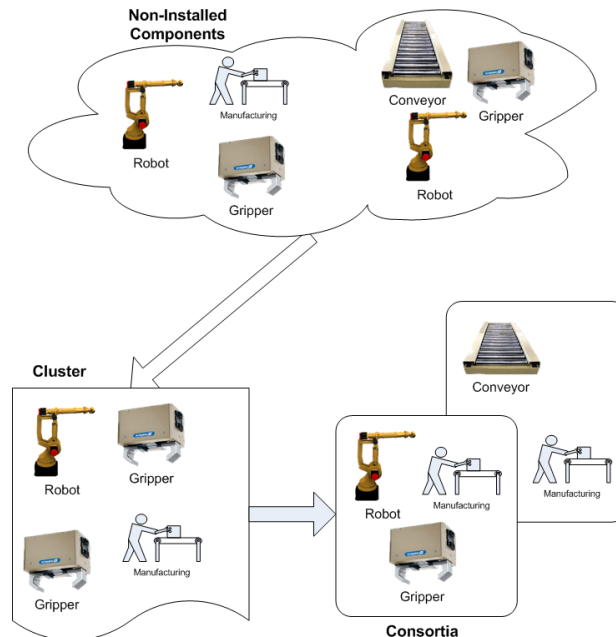 Non-Installed
Components
Manufacturing
Conveyor
Gripper
Robot
Gripper
Robot
Cluster
Conveyor
Robot
Gripper
Robot
Manufacturing
Manufacturing
Gripper
Manufacturing
Gripper
Consortia